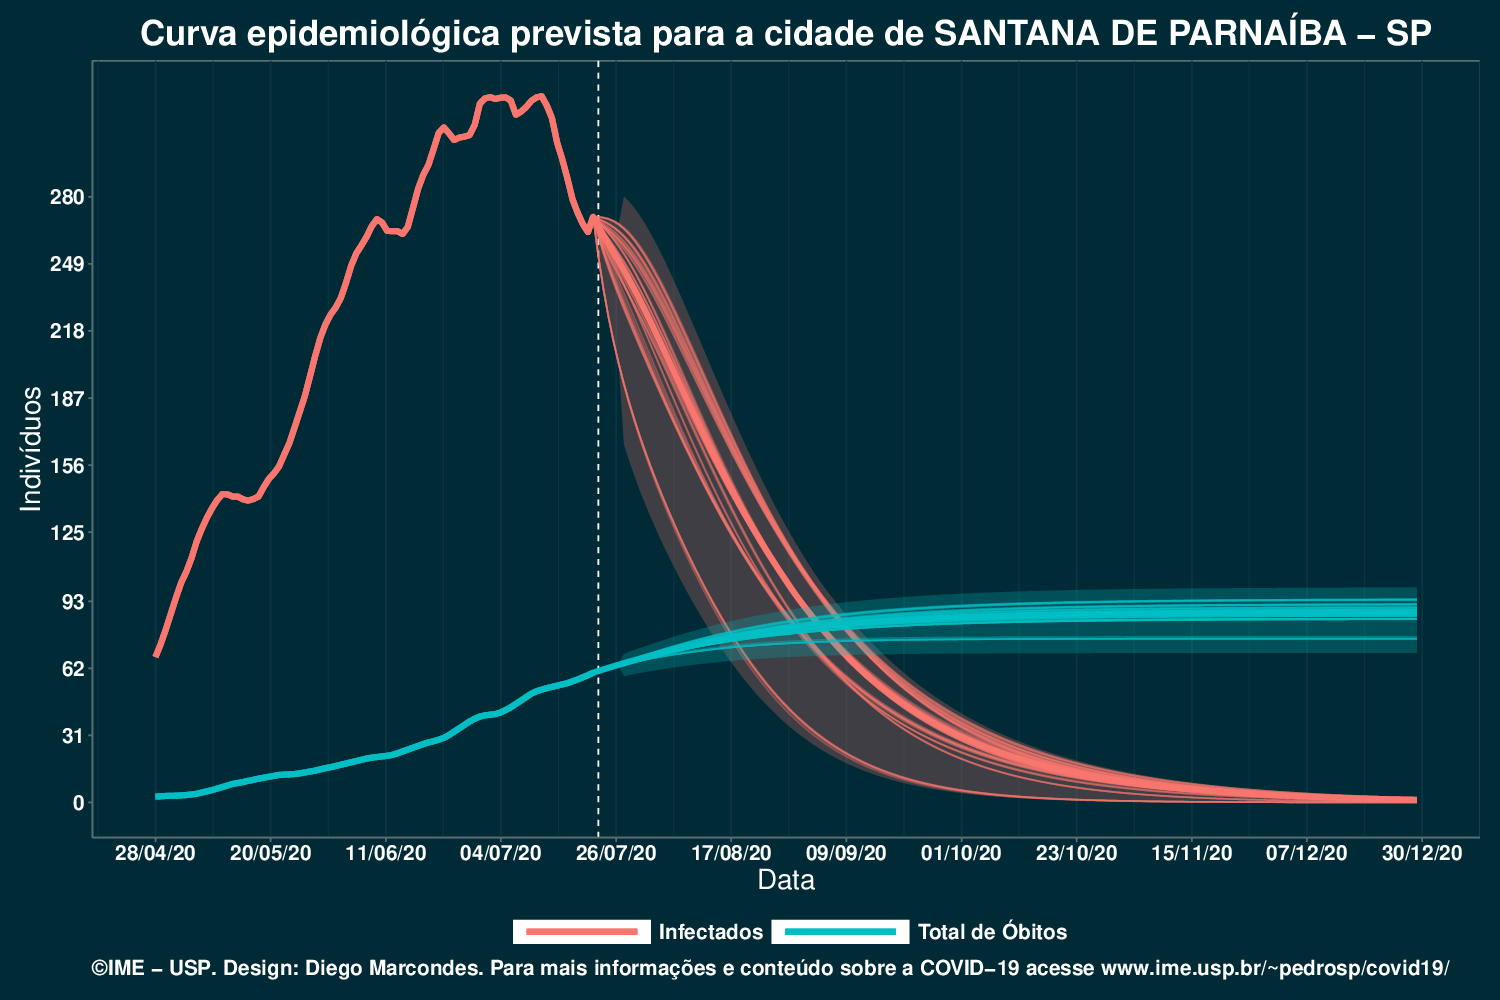 Curva epidemiológica prevista para a cidade de SANTANA DE PARNAÍBA – SP
Indivíduos
280
249
218
187
156
125
93
62
31
0
28/04/20 20/05/20 11/06/20 04/07/20 26/07/20 17/08/20 09/09/20 01/10/20 23/10/20 15/11/20 07/12/20 30/12/20
Data
Infectados Total de Óbitos
©IME – USP. Design: Diego Marcondes. Para mais informações e conteúdo sobre a COVID–19 acesse www.ime.usp.br/~pedrosp/covid19/